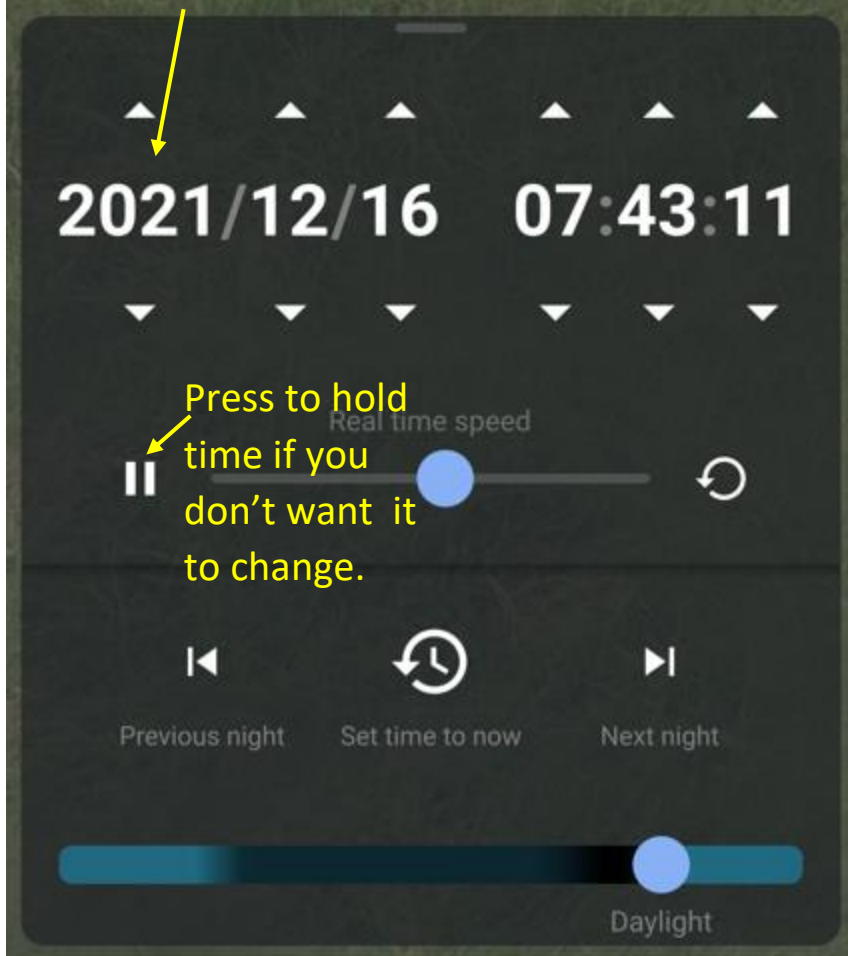 2021/12/16 07:43:11
Press to hold
Real time speed
time if you
don’t want it
to change.
Previous night Set time to now Next night
Daylight